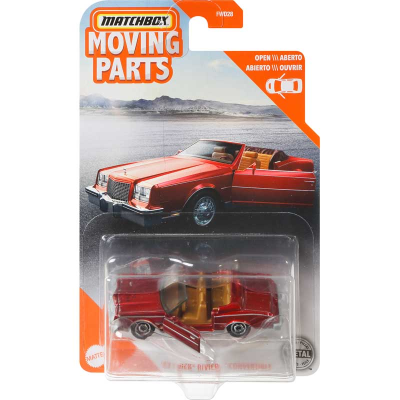 MATCHBOX
MOVING
PARTS
FWD28
OPEN \\\ ABERTO
ABIERTO \\\ OUVRIR
MATTEL
METAL